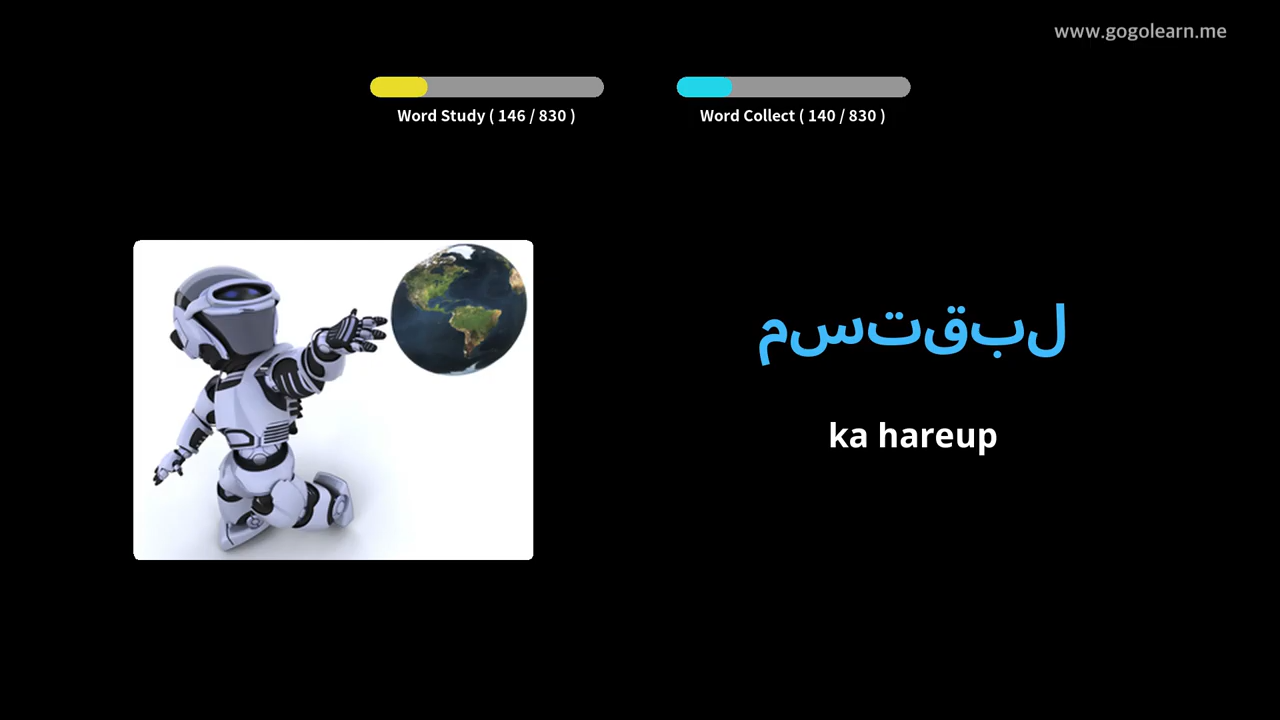 www.gogolearn.me
Word Study ( 146 / 830 )
Word Collect ( 140 / 830 )
مستقبل
ka hareup